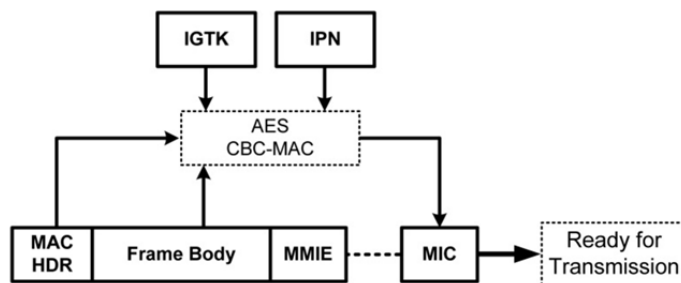 IGTK
IPN
AES
CBC-MAC
MAC
HDR
Frame Body
MMIE
MIC
Ready for
Transmission